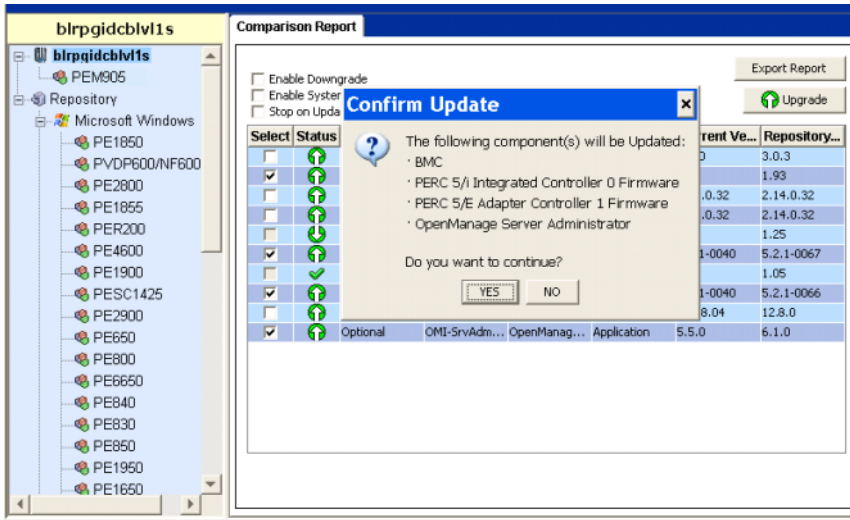 blrpgidcblvl1s
Comparison Report
blrpgidcblvl1s
PEM905
Repository
Microsoft Windows
PE1850
PVDP600/NF600
PE2800
PE1855
PER200
PE4600
PE1900
PESC1425
PE2900
PE650
PE800
PE6650
PE840
PE830
PE850
PE1950
PE1650
Export Report
Enable Downgrade
Enable Syster
Stop on Upda
Upgrade
Confirm Update
The following component(s) will be Updated:
· BMC
· PERC 5/i Integrated Controller 0 Firmware
· PERC 5/E Adapter Controller 1 Firmware
· OpenManage Server Administrator
Do you want to continue?
YES NO
Select Status rrent Ve... Repository...
3.0.3
1.93
.0.32 2.14.0.32
.0.32 2.14.0.32
1.25
1-0040 5.2.1-0067
1.05
1-0040 5.2.1-0066
8.04 12.8.0
Optional OMI-SrvAdm... OpenManag... Application 5.5.0 6.1.0